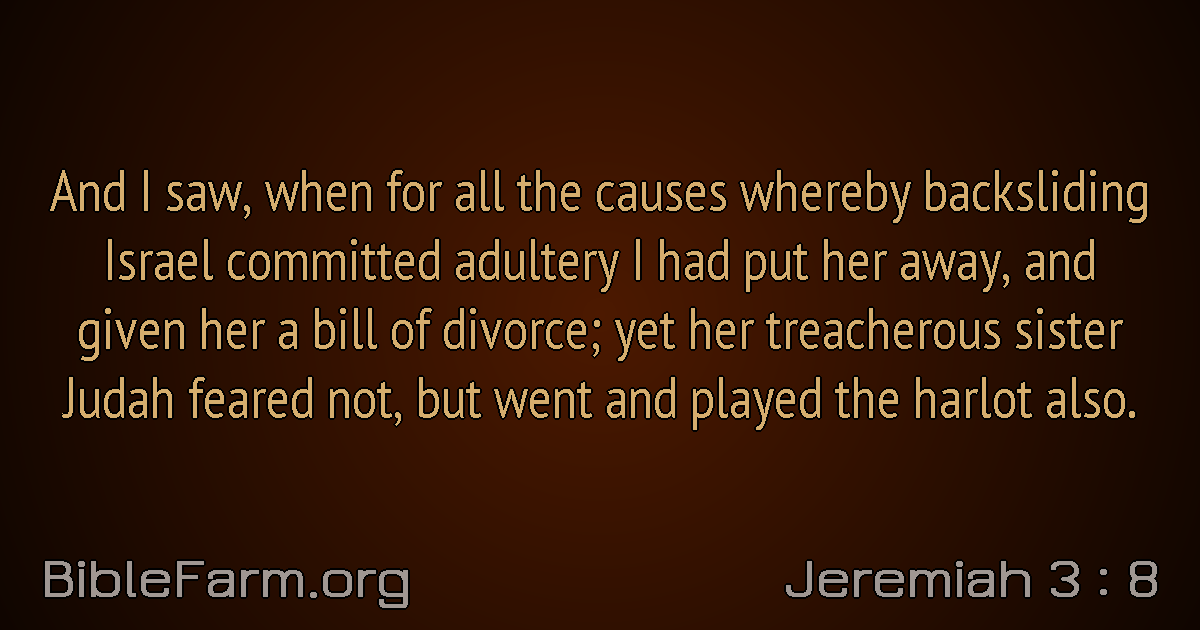 And I saw, when for all the causes whereby backsliding
Israel committed adultery I had put her away, and
given her a bill of divorce; yet her treacherous sister
Judah feared not, but went and played the harlot also.
BibleFarm.org
Jeremiah 3 : 8